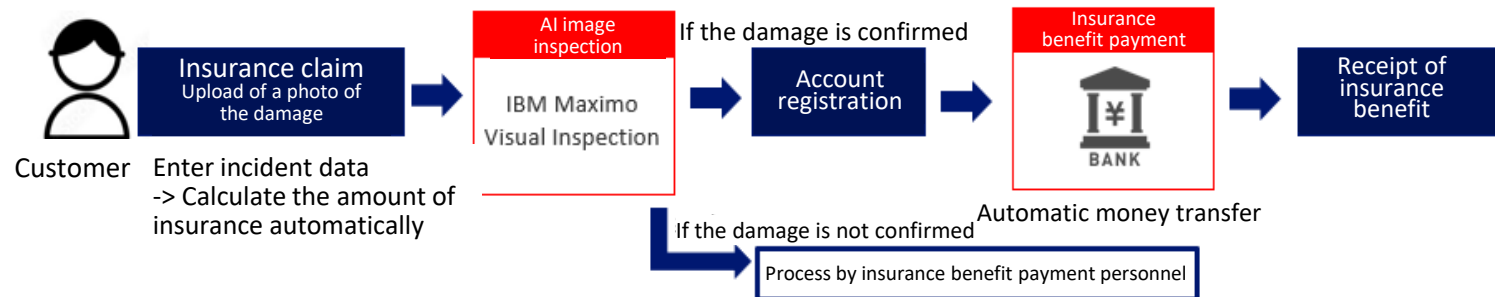 Customer
Insurance claim
Upload of a photo of
the damage
Enter incident data
-> Calculate the amount of
insurance automatically
AI image
inspection
IBM Maximo
Visual Inspection
If the damage is confirmed
Account
registration
Insurance
benefit payment
¥
BANK
Automatic money transfer
Receipt of
insurance
benefit
If the damage is not confirmed
Process by insurance benefit payment personnel